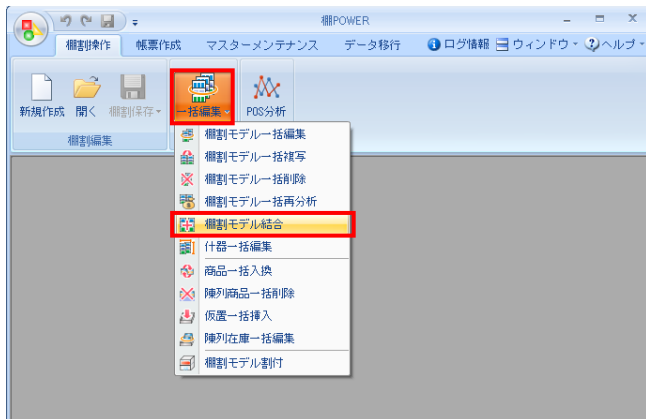 棚POWER
棚割操作 帳票作成 マスターメンテナンス データ移行 ログ情報 ウィンドウ ヘルプ
新規作成 開く 棚割保存 一括編集 POS分析
棚割編集
棚割モデル一括編集
棚割モデル一括複写
棚割モデル一括削除
棚割モデル一括再分析
棚割モデル結合
什器一括編集
商品一括入換
陳列商品一括削除
仮置一括挿入
陳列在庫一括編集
棚割モデル割付